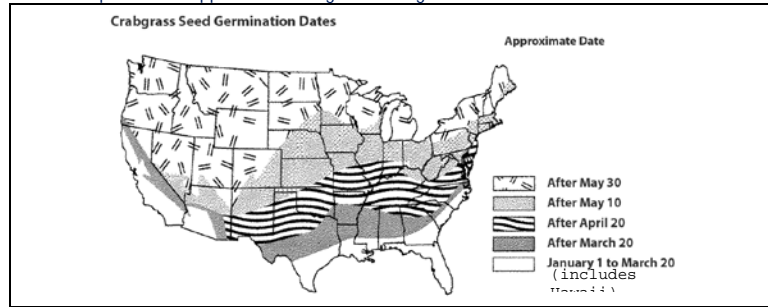 Crabgrass Seed Germination Dates
Approximate Date
After May 30
After May 10
After April 20
After March 20
January 1 to March 20
(includes